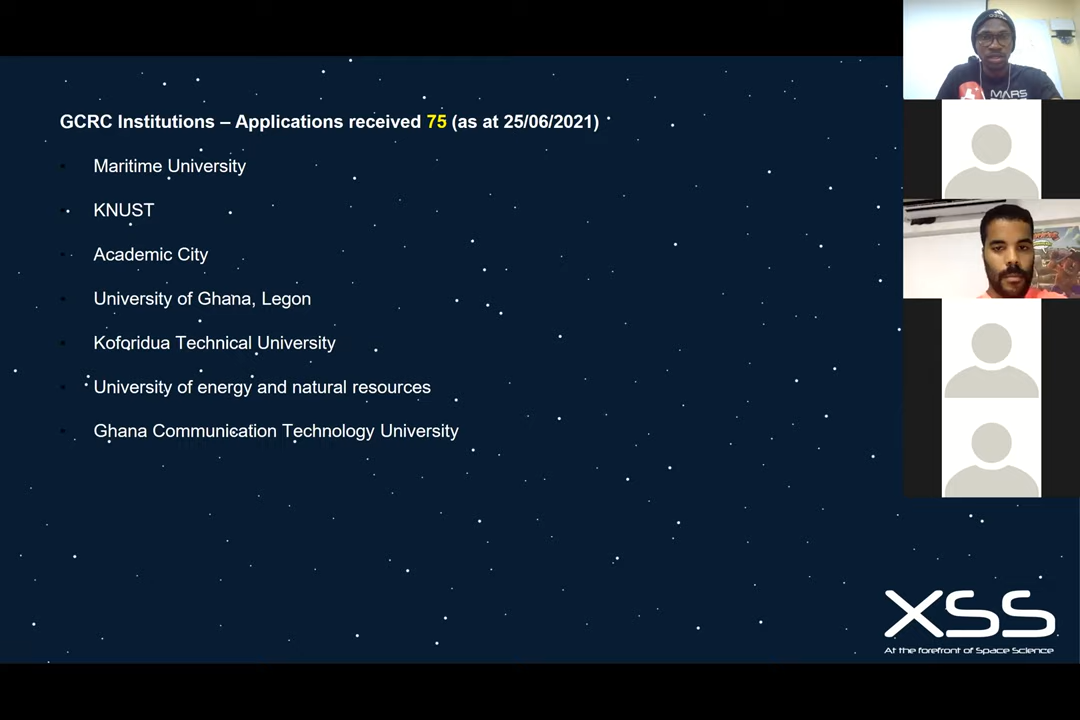 GCRC Institutions – Applications received 75 (as at 25/06/2021)
Maritime University
KNUST
Academic City
University of Ghana, Legon
Koforidua Technical University
University of energy and natural resources
Ghana Communication Technology University
MARS
XSS
At the forefront of Space Science